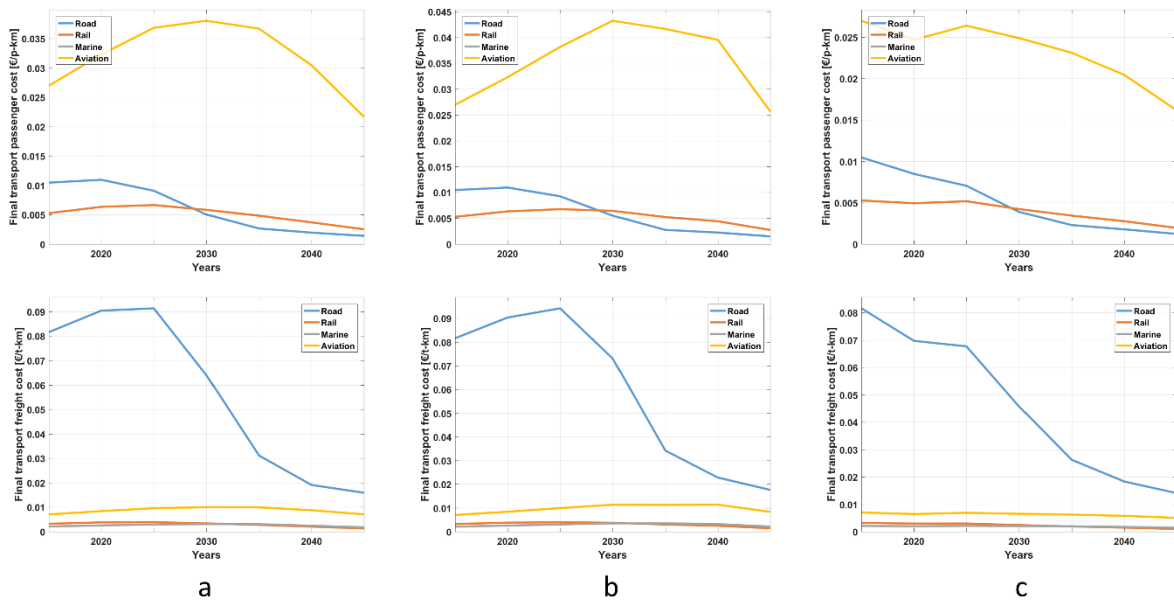 Final transport passenger cost [€/p-km]
0.035
0.03
0.025
0.02
0.015
0.01
0.005
0
Road
Rail
Marine
Aviation
2020 2030 2040
Years
Final transport passenger cost [€/p-km]
0.045
0.04
0.035
0.03
0.025
0.02
0.015
0.01
0.005
0
Road
Rail
Marine
Aviation
2020 2030 2040
Years
Final transport passenger cost [€/p-km]
0.025
0.02
0.015
0.01
0.005
0
Road
Rail
Marine
Aviation
2020 2030 2040
Years
Final transport freight cost [€/t-km]
0.09
0.08
0.07
0.06
0.05
0.04
0.03
0.02
0.01
0
Road
Rail
Marine
Aviation
2020 2030 2040
Years
Final transport freight cost [€/t-km]
0.09
0.08
0.07
0.06
0.05
0.04
0.03
0.02
0.01
0
Road
Rail
Marine
Aviation
2020 2030 2040
Years
Final transport freight cost [€/t-km]
0.08
0.07
0.06
0.05
0.04
0.03
0.02
0.01
0
Road
Rail
Marine
Aviation
2020 2030 2040
Years
a b c